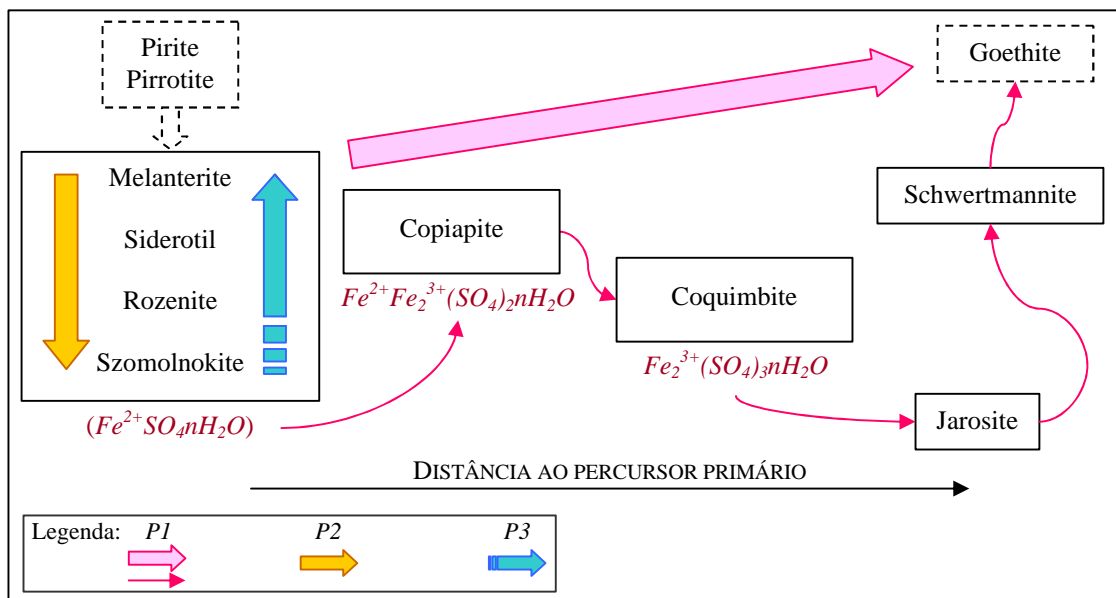 Pirite
Pirrotite
Goethite
Melanterite
Siderotil
Rozenite
Szomolnokite
(Fe²⁺SO₄nH₂O)
Copiapite
Fe²⁺Fe₂³⁺(SO₄)₂nH₂O
Coquimbite
Fe₂³⁺(SO₄)₃nH₂O
Schwertmannite
Jarosite
DISTÂNCIA AO PERCURSOR PRIMÁRIO
Legenda: P1 P2 P3